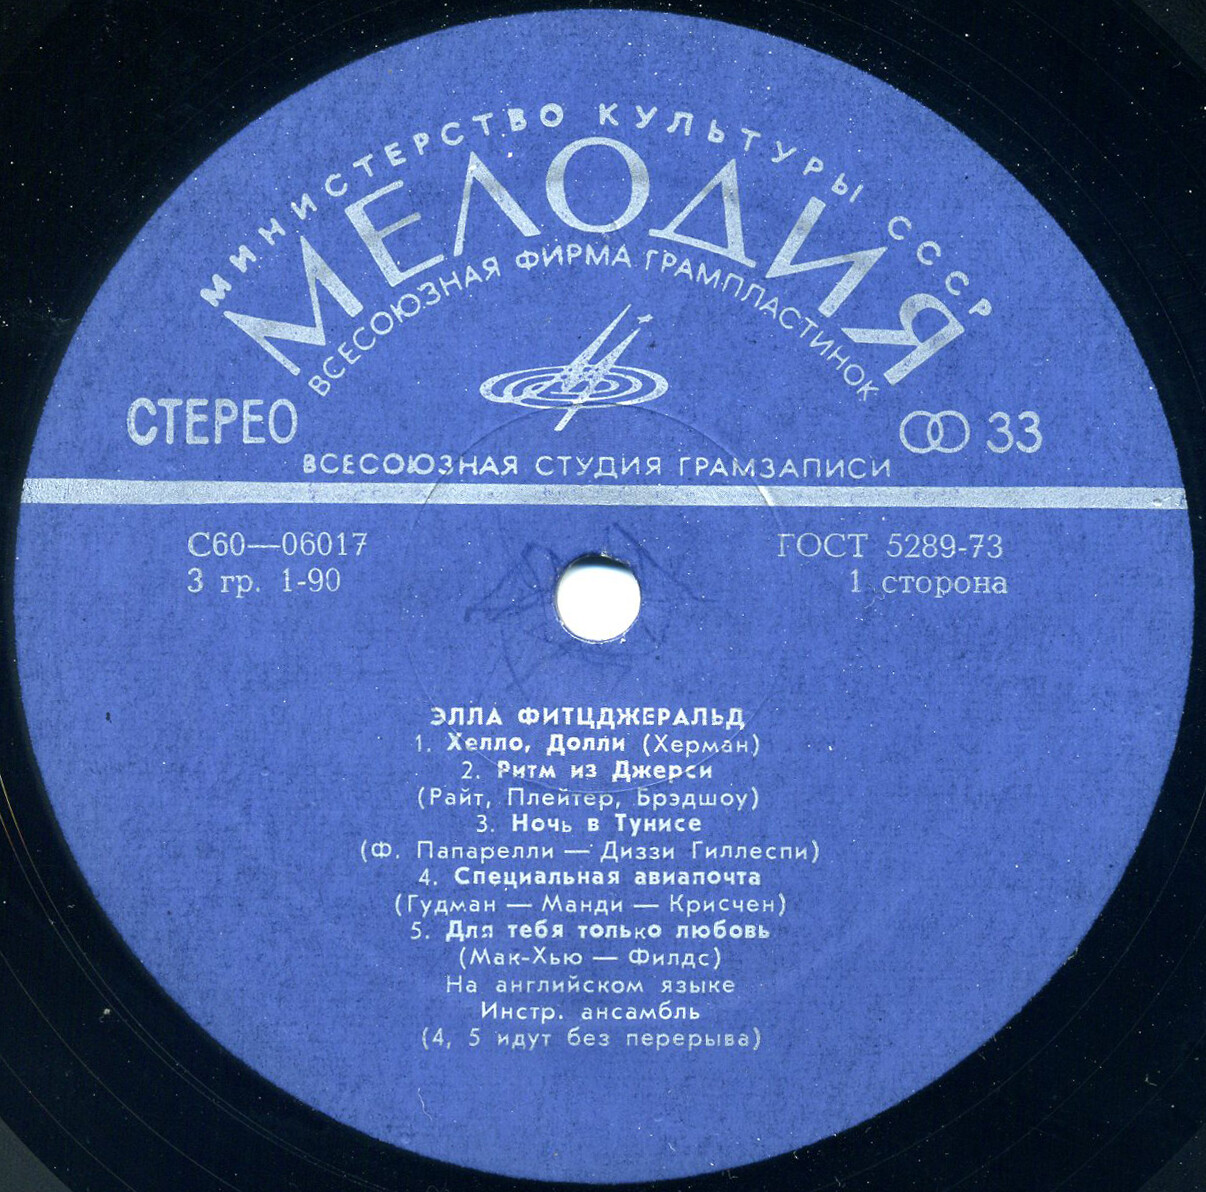 МИНИСТЕРСТВО КУЛЬТУРЫ СССР
МЕЛОДИЯ
ВСЕСОЮЗНАЯ ФИРМА ГРАМПЛАСТИНОК
СТЕРЕО
33
ВСЕСОЮЗНАЯ СТУДИЯ ГРАМЗАПИСИ
С60—06017
ГОСТ 5289-73
3 гр. 1-90
1 сторона
ЭЛЛА ФИТЦДЖЕРАЛЬД
1. Хелло, Долли (Херман)
2. Ритм из Джерси
(Райт, Плейтер, Брэдшоу)
3. Ночь в Тунисе
(Ф. Папарелли — Диззи Гиллеспи)
4. Специальная авиапочта
(Гудман — Манди — Крисчен)
5. Для тебя только любовь
(Мак-Хью — Филдс)
На английском языке
Инстр. ансамбль
(4, 5 идут без перерыва)